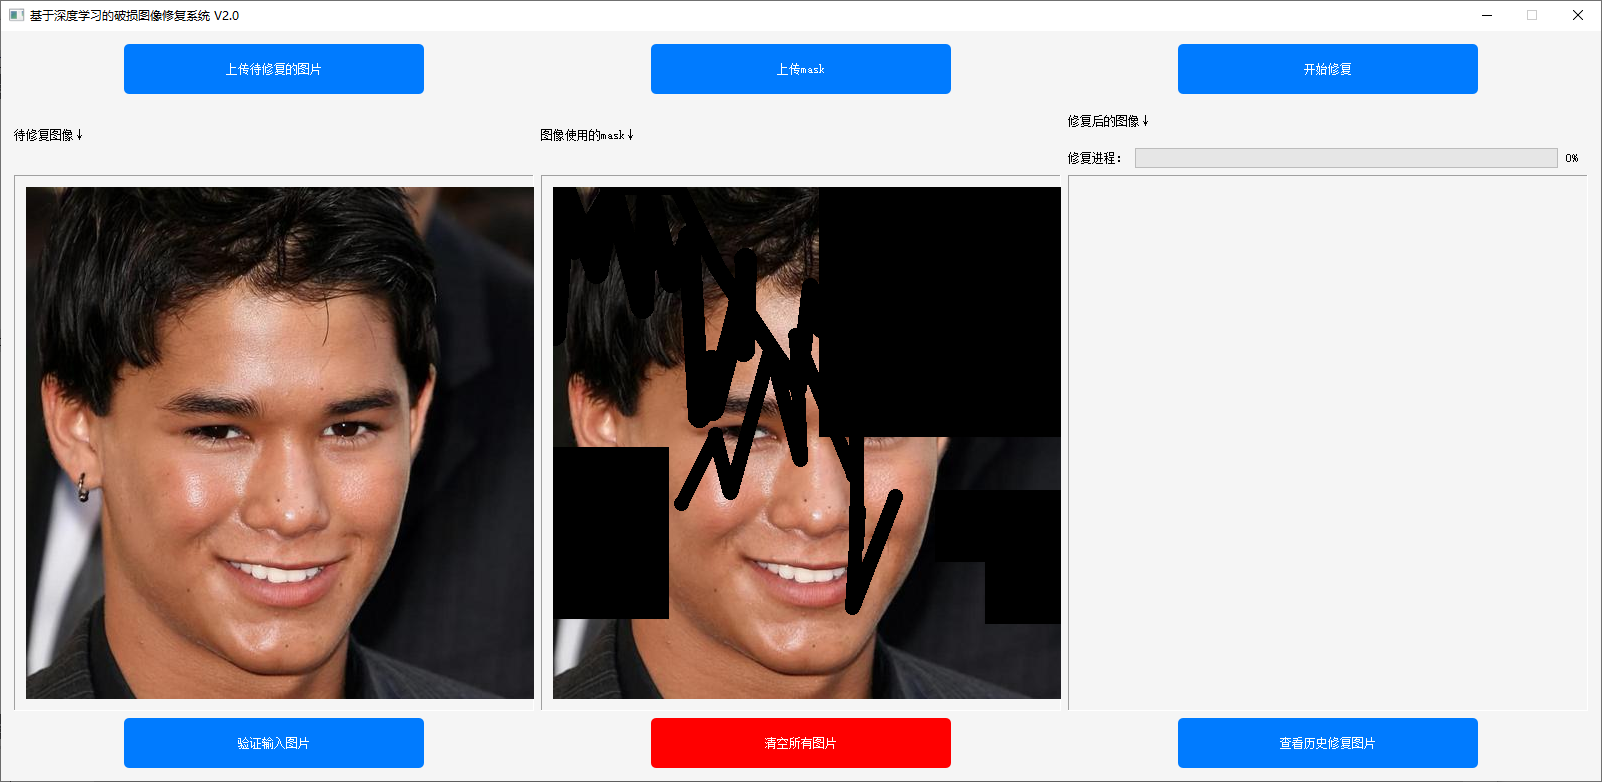 基于深度学习的破损图像修复系统 V2.0
上传待修复的图片
上传mask
开始修复
待修复图像↓
图像使用的mask↓
修复后的图像↓
修复进程：
0%
验证输入图片
清空所有图片
查看历史修复图片